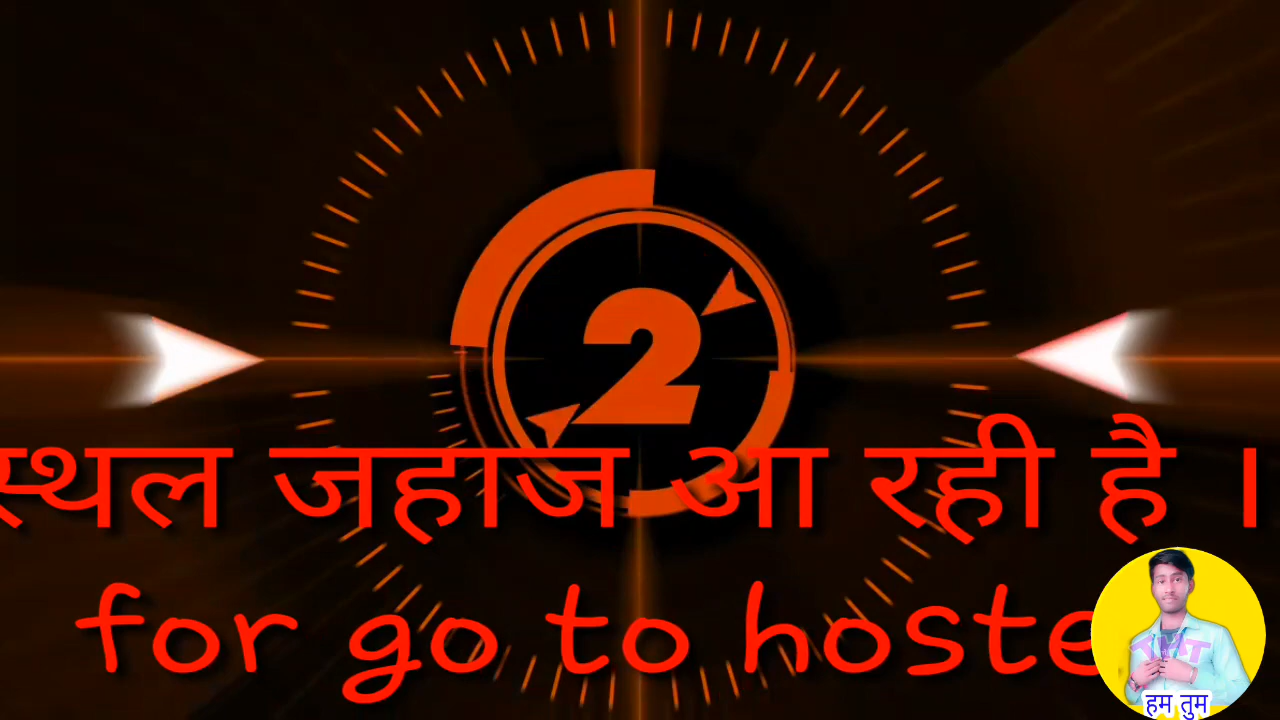 2
स्थल जहाज आ रही है ।
for go to hoste
हम तुम